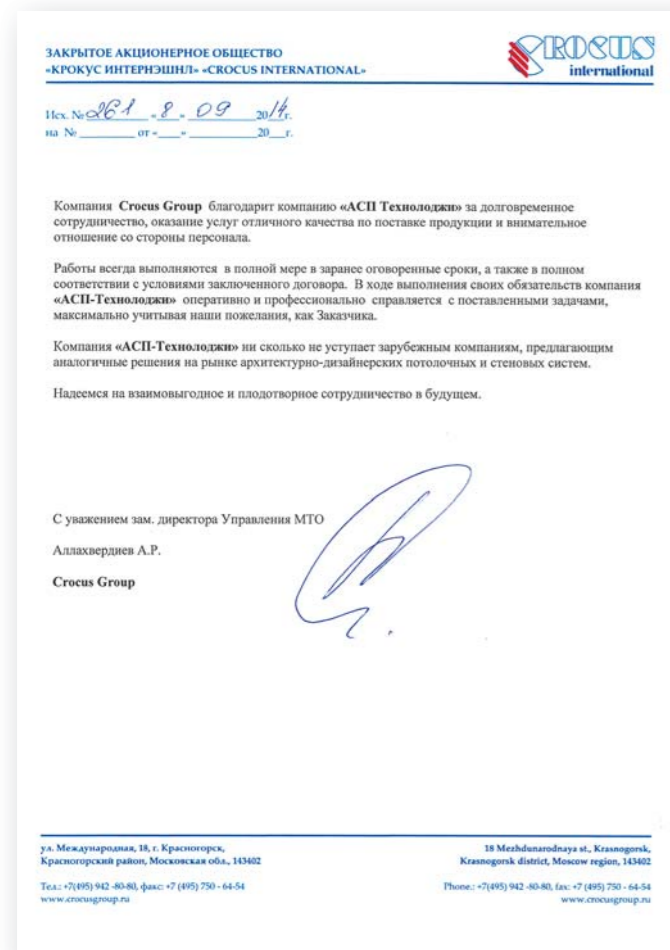 ЗАКРЫТОЕ АКЦИОНЕРНОЕ ОБЩЕСТВО
«КРОКУС ИНТЕРНЭШНЛ» «CROCUS INTERNATIONAL»
CROCUS
international
Исх. № 261 «8» 09 2014г.
на № ________ от «___» ________ 20__г.
Компания Crocus Group благодарит компанию «АСП Технолоджи» за долговременное
сотрудничество, оказание услуг отличного качества по поставке продукции и внимательное
отношение со стороны персонала.
Работы всегда выполняются в полной мере в заранее оговоренные сроки, а также в полном
соответствии с условиями заключенного договора. В ходе выполнения своих обязательств компания
«АСП-Технолоджи» оперативно и профессионально справляется с поставленными задачами,
максимально учитывая наши пожелания, как Заказчика.
Компания «АСП-Технолоджи» ни сколько не уступает зарубежным компаниям, предлагающим
аналогичные решения на рынке архитектурно-дизайнерских потолочных и стеновых систем.
Надеемся на взаимовыгодное и плодотворное сотрудничество в будущем.
С уважением зам. директора Управления МТО
Аллахвердиев А.Р.
Crocus Group
ул. Международная, 18, г. Красногорск,
Красногорский район, Московская обл., 143402
Тел.: +7(495) 942 -80-80, факс: +7 (495) 750 - 64-54
www.crocusgroup.ru
18 Mezhdunarodnaya st., Krasnogorsk,
Krasnogorsk district, Moscow region, 143402
Phone.: +7(495) 942 -80-80, fax: +7 (495) 750 - 64-54
www.crocusgroup.ru